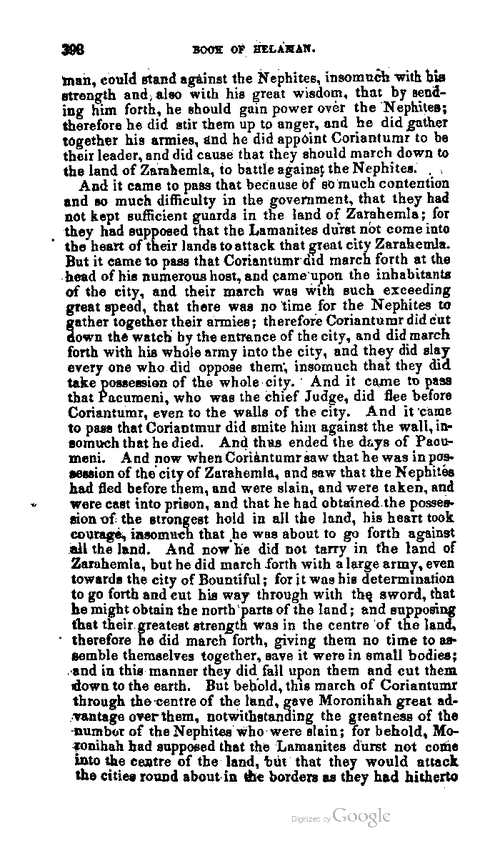 398 BOOK OF HELAMAN.
man, could stand against the Nephites, insomuch with his
strength and, also with his great wisdom, that by send-
ing him forth, he should gain power over the Nephites;
therefore he did stir them up to anger, and he did gather
together his armies, and he did appoint Coriantumr to be
their leader, and did cause that they should march down to
the land of Zarahemla, to battle against the Nephites.
And it came to pass that because of so much contention
and so much difficulty in the government, that they had
not kept sufficient guards in the land of Zarahemla; for
they had supposed that the Lamanites durst not come into
the heart of their lands to attack that great city Zarahemla.
But it came to pass that Coriantumr did march forth at the
head of his numerous host, and came upon the inhabitants
of the city, and their march was with such exceeding
great speed, that there was no time for the Nephites to
gather together their armies; therefore Coriantumr did cut
down the watch by the entrance of the city, and did march
forth with his whole army into the city, and they did slay
every one who did oppose them, insomuch that they did
take possession of the whole city. And it came to pass
that Pacumeni, who was the chief Judge, did flee before
Coriantumr, even to the walls of the city. And it came
to pass that Coriantmur did smite him against the wall, in-
somuch that he died. And thus ended the days of Pacu-
meni. And now when Coriantumr saw that he was in pos-
session of the city of Zarahemla, and saw that the Nephites
had fled before them, and were slain, and were taken, and
were cast into prison, and that he had obtained the posses-
sion of the strongest hold in all the land, his heart took
courage, insomuch that he was about to go forth against
all the land. And now he did not tarry in the land of
Zarahemla, but he did march forth with a large army, even
towards the city of Bountiful; for it was his determination
to go forth and cut his way through with the sword, that
he might obtain the north parts of the land; and supposing
that their greatest strength was in the centre of the land,
therefore he did march forth, giving them no time to as-
semble themselves together, save it were in small bodies;
and in this manner they did fall upon them and cut them
down to the earth. But behold, this march of Coriantumr
through the centre of the land, gave Moronihah great ad-
vantage over them, notwithstanding the greatness of the
number of the Nephites who were slain; for behold, Mo-
ronihah had supposed that the Lamanites durst not come
into the centre of the land, but that they would attack
the cities round about in the borders as they had hitherto
Digitized by Google